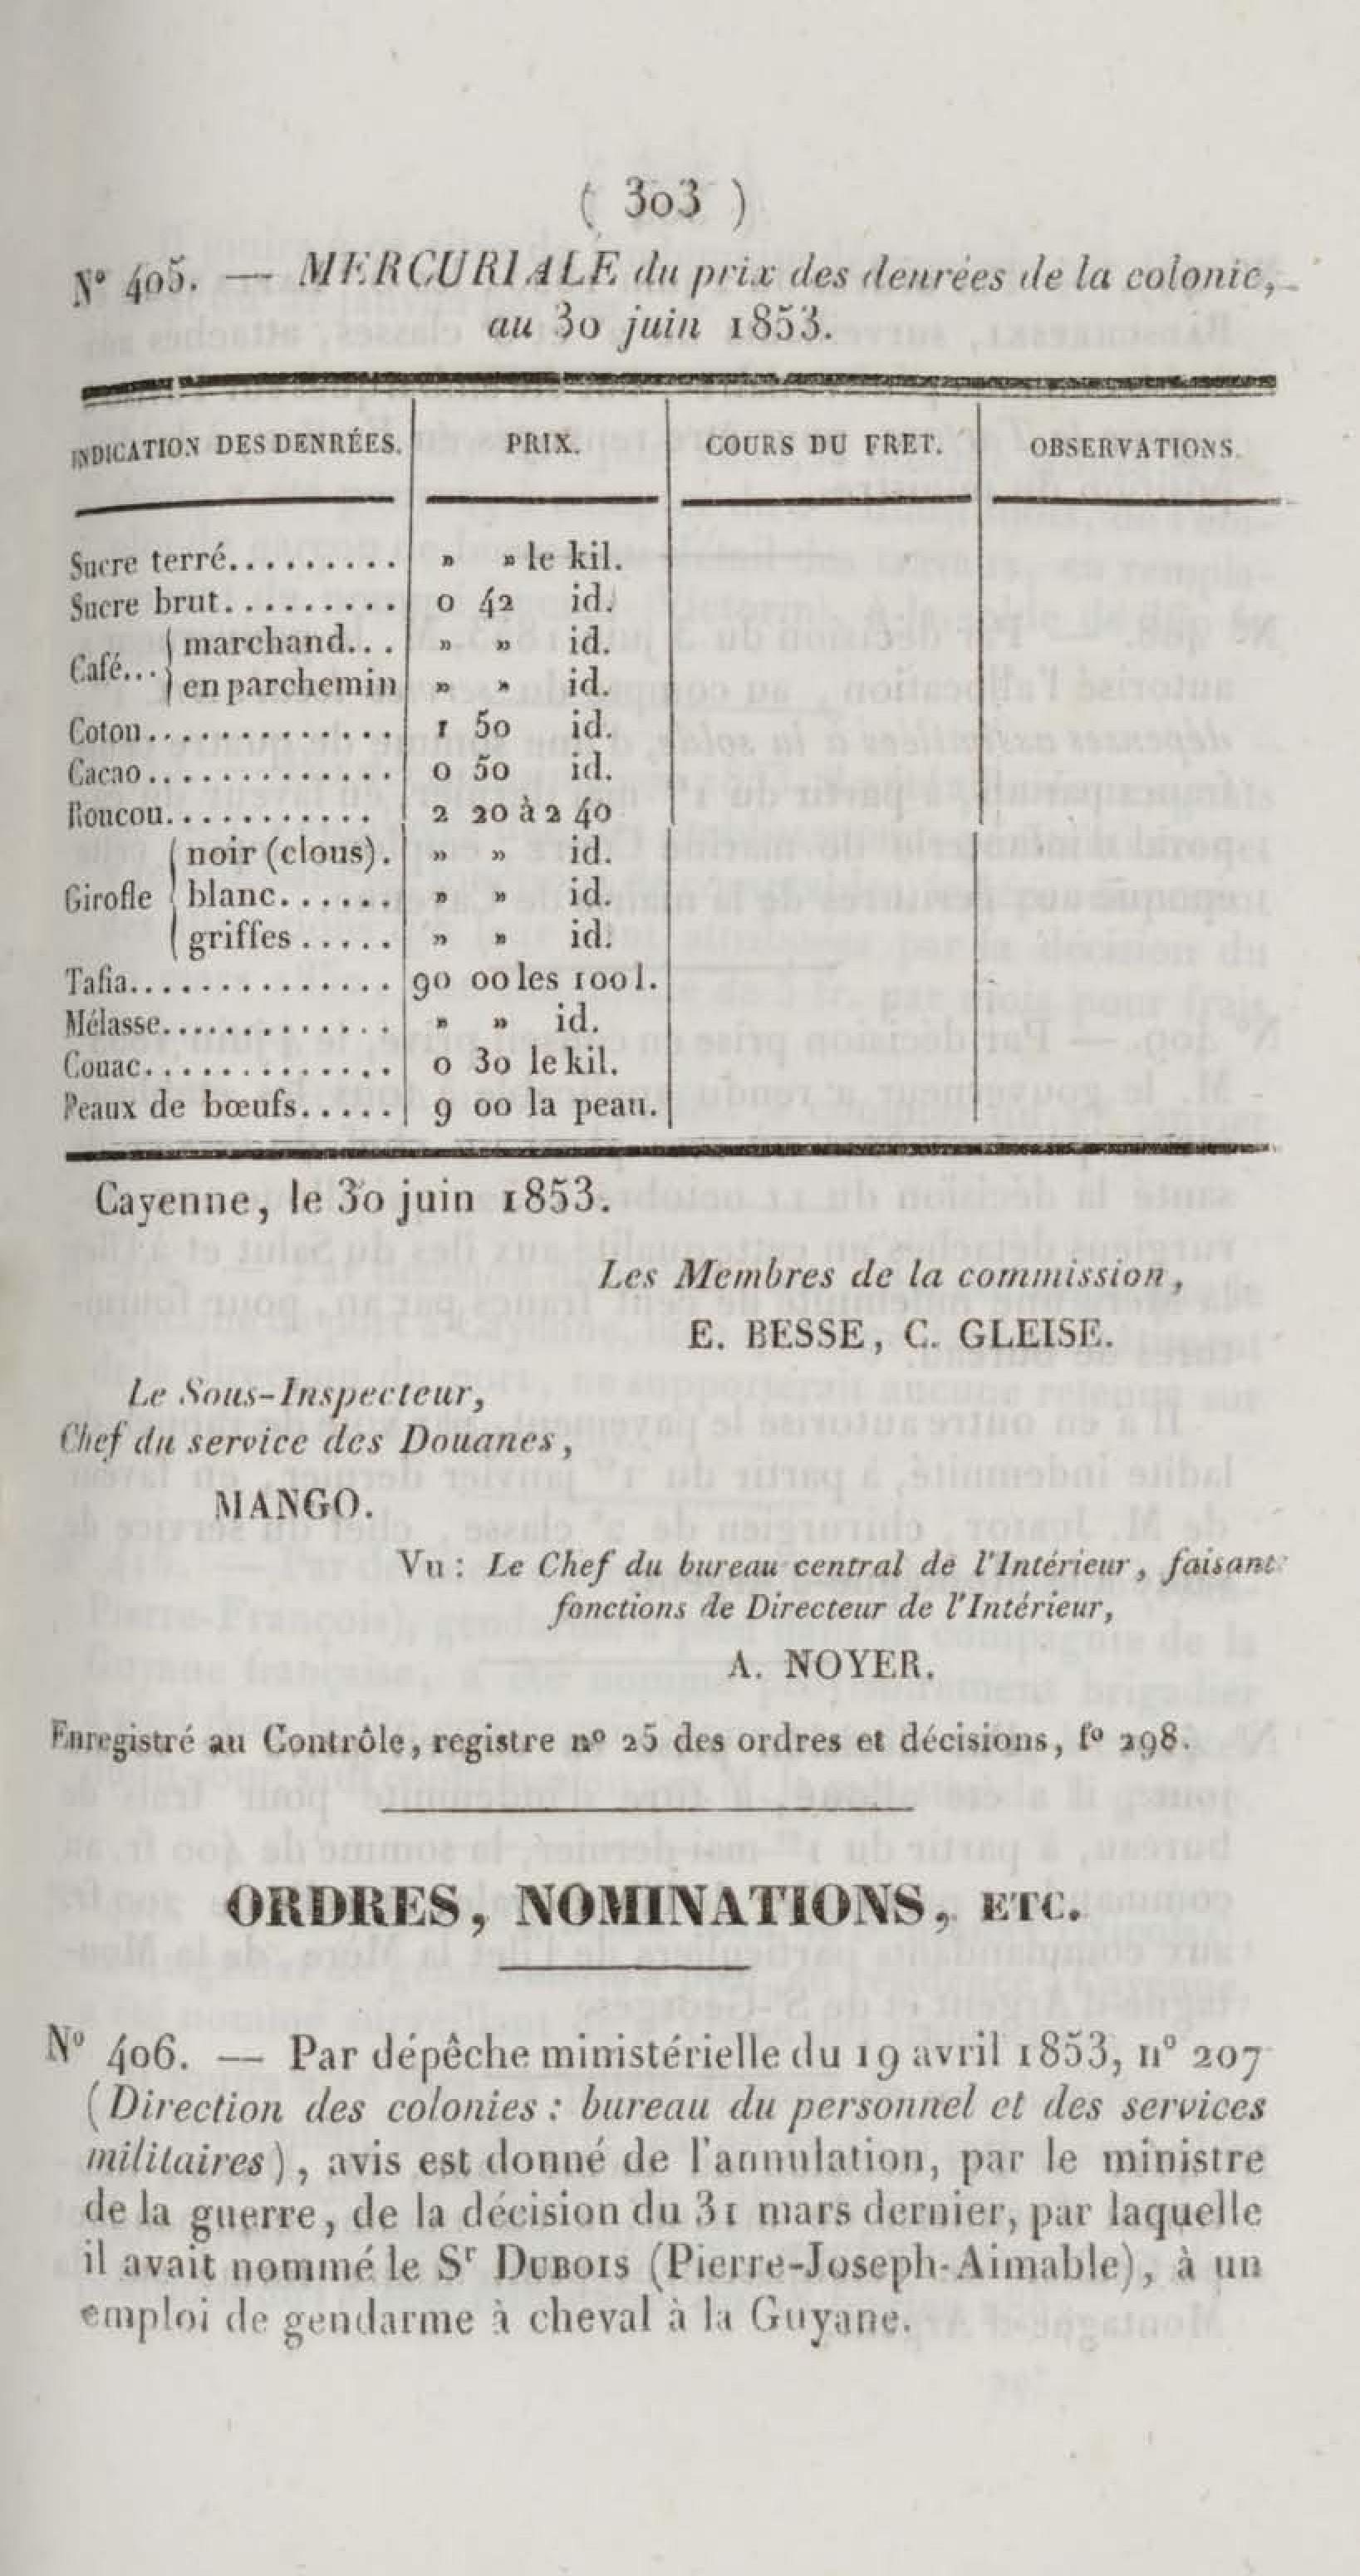 ( 303 )
N° 405. — MERCURIALE du prix des denrées de la colonie,
au 30 juin 1853.
INDICATION DES DENRÉES. PRIX. COURS DU FRET. OBSERVATIONS.
Sucre terré......... » » le kil.
Sucre brut......... 0 42 id.
Café... marchand... » » id.
en parchemin » » id.
Coton............. 1 50 id.
Cacao............. 0 50 id.
Roucou........... 2 20 à 2 40
noir (clous). » » id.
Girofle blanc...... » » id.
griffes..... » » id.
Tafia.............. 90 00 les 100 l.
Mélasse............. » » id.
Couac............. 0 30 le kil.
Peaux de bœufs..... 9 00 la peau.
Cayenne, le 30 juin 1853.
Les Membres de la commission,
E. BESSE, C. GLEISE.
Le Sous-Inspecteur,
Chef du service des Douanes,
MANGO.
Vu : Le Chef du bureau central de l'Intérieur, faisant
fonctions de Directeur de l'Intérieur,
A. NOYER.
Enregistré au Contrôle, registre n° 25 des ordres et décisions, f° 298.
ORDRES, NOMINATIONS, ETC.
N° 406. — Par dépêche ministérielle du 19 avril 1853, n° 207
(Direction des colonies : bureau du personnel et des services
militaires), avis est donné de l'annulation, par le ministre
de la guerre, de la décision du 31 mars dernier, par laquelle
il avait nommé le Sr DUBOIS (Pierre-Joseph-Aimable), à un
emploi de gendarme à cheval à la Guyane.